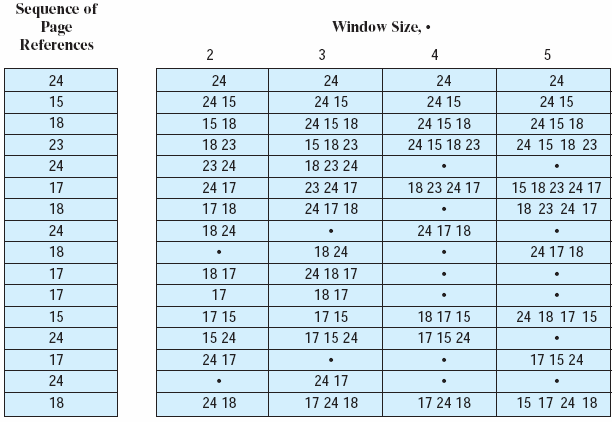 Sequence of
Page
References
Window Size, •
2 3 4 5
24 24 24 24 24
15 24 15 24 15 24 15 24 15
18 15 18 24 15 18 24 15 18 24 15 18
23 18 23 15 18 23 24 15 18 23 24 15 18 23
24 23 24 18 23 24 • •
17 24 17 23 24 17 18 23 24 17 15 18 23 24 17
18 17 18 24 17 18 • 18 23 24 17
24 18 24 • 24 17 18 •
18 • 18 24 • 24 17 18
17 18 17 24 18 17 • •
17 17 18 17 • •
15 17 15 17 15 18 17 15 24 18 17 15
24 15 24 17 15 24 17 15 24 •
17 24 17 • • 17 15 24
24 • 24 17 • •
18 24 18 17 24 18 17 24 18 15 17 24 18